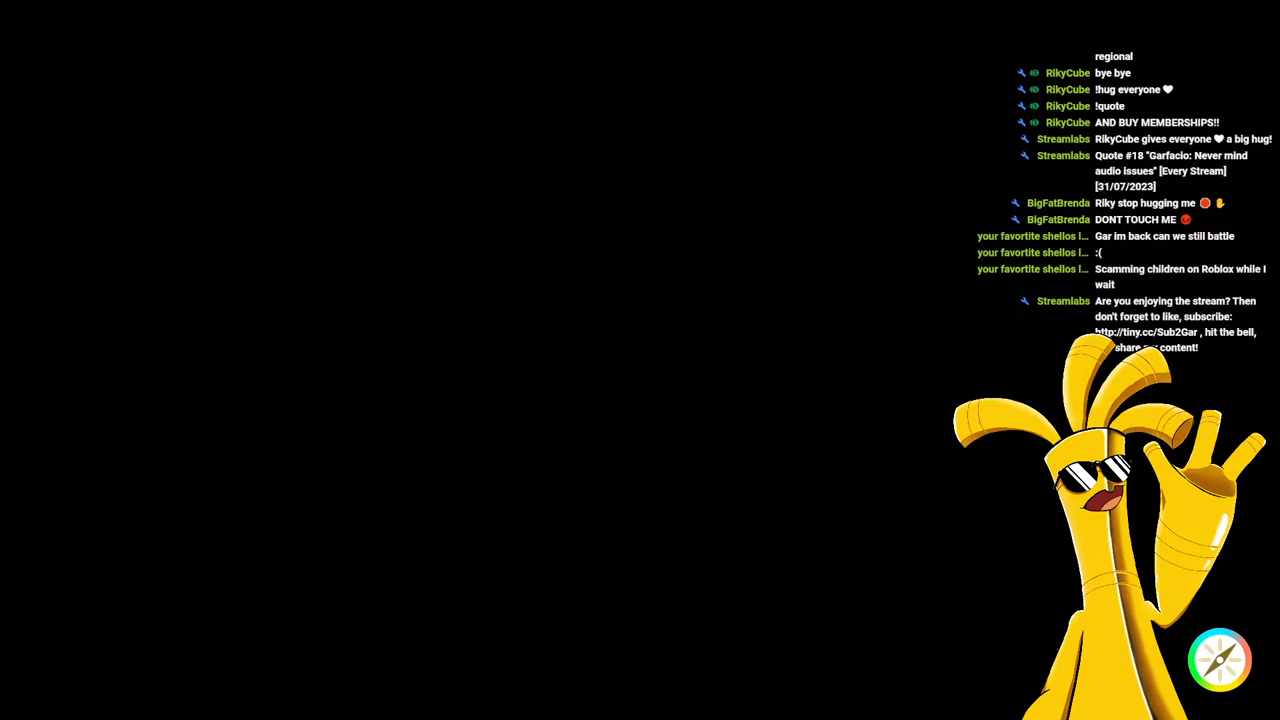 regional
RikyCube bye bye
RikyCube !hug everyone 🤍
RikyCube !quote
RikyCube AND BUY MEMBERSHIPS!!
Streamlabs RikyCube gives everyone 🤍 a big hug!
Streamlabs Quote #18 "Garfacio: Never mind
audio issues" [Every Stream]
[31/07/2023]
BigFatBrenda Riky stop hugging me 🛑 ✋
BigFatBrenda DONT TOUCH ME 😡
your favortite shellos l... Gar im back can we still battle
your favortite shellos l... :(
your favortite shellos l... Scamming children on Roblox while I
wait
Streamlabs Are you enjoying the stream? Then
don't forget to like, subscribe:
http://tiny.cc/Sub2Gar , hit the bell,
share content!